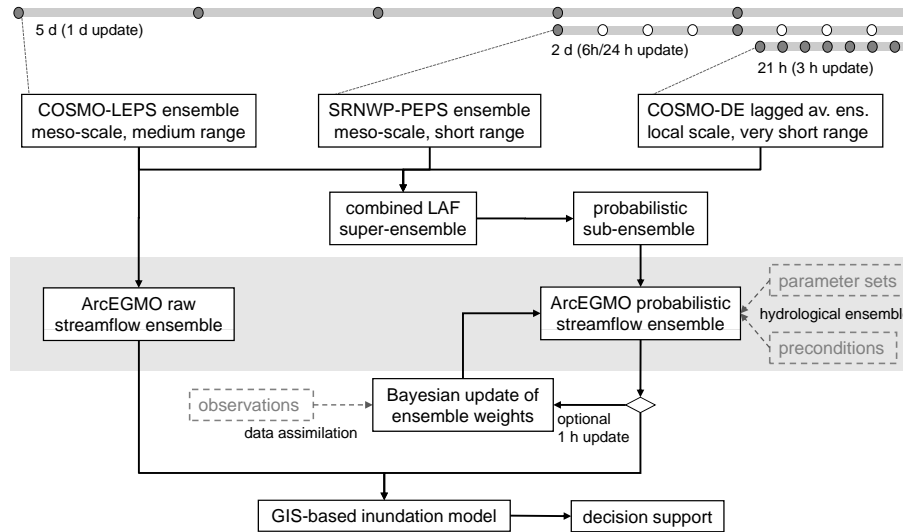 5 d (1 d update)
2 d (6h/24 h update)
21 h (3 h update)
COSMO-LEPS ensemble
meso-scale, medium range
SRNWP-PEPS ensemble
meso-scale, short range
COSMO-DE lagged av. ens.
local scale, very short range
combined LAF
super-ensemble
probabilistic
sub-ensemble
ArcEGMO raw
streamflow ensemble
ArcEGMO probabilistic
streamflow ensemble
parameter sets
hydrological ensemble
preconditions
observations
data assimilation
Bayesian update of
ensemble weights
optional
1 h update
GIS-based inundation model
decision support